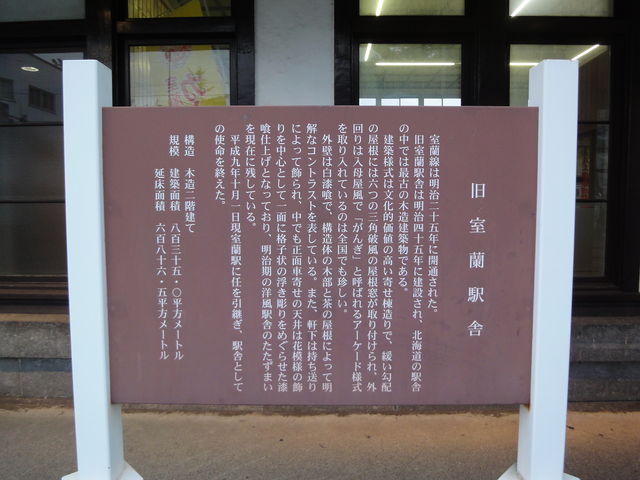 旧室蘭駅舎
室蘭線は明治三十五年に開通された。
旧室蘭駅舎は明治四十五年に建設され、北海道の駅舎
の中では最古の木造建築物である。
建築様式は文化的価値の高い寄せ棟造りで、緩い勾配
の屋根には六つの三角破風の屋根窓が取り付けられ、外
回りは入母屋風で「がんぎ」と呼ばれるアーケード様式
を取り入れているのは全国でも珍しい。
外壁は白漆喰で、構造体の木部と茶の屋根によって明
解なコントラストを表している。また、軒下は持ち送り
によって飾られ、中でも正面車寄せの天井は花模様の飾
りを中心として一面に格子状の浮き彫りをめぐらせた漆
喰仕上げとなっており、明治期の洋風駅舎のたたずまい
を現在に残している。
平成九年十月一日現室蘭駅に任を引継ぎ、駅舎として
の使命を終えた。
構造 木造二階建て
規模 建築面積 八百三十五・〇平方メートル
延床面積 六百八十六・五平方メートル